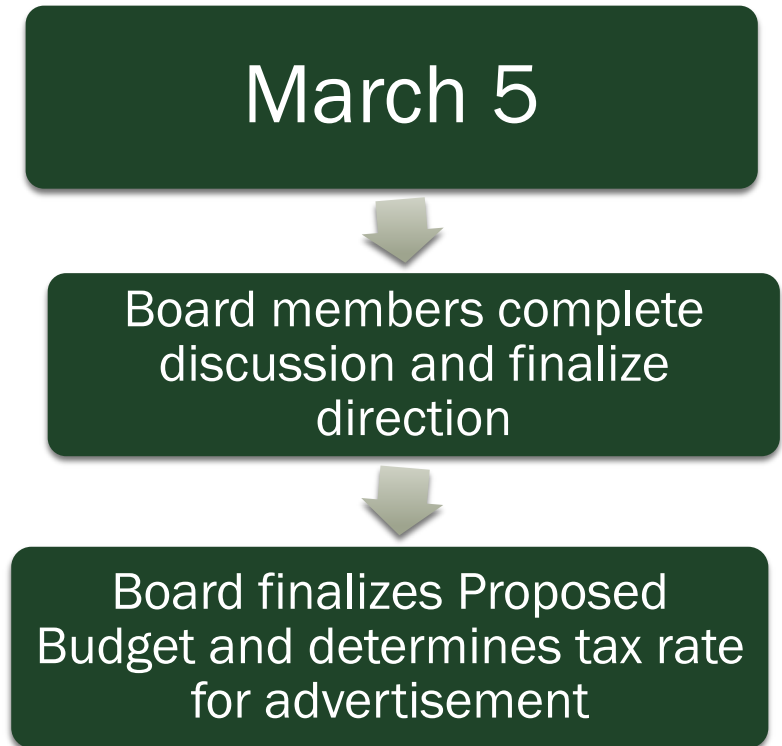 March 5
Board members complete
discussion and finalize
direction
Board finalizes Proposed
Budget and determines tax rate
for advertisement